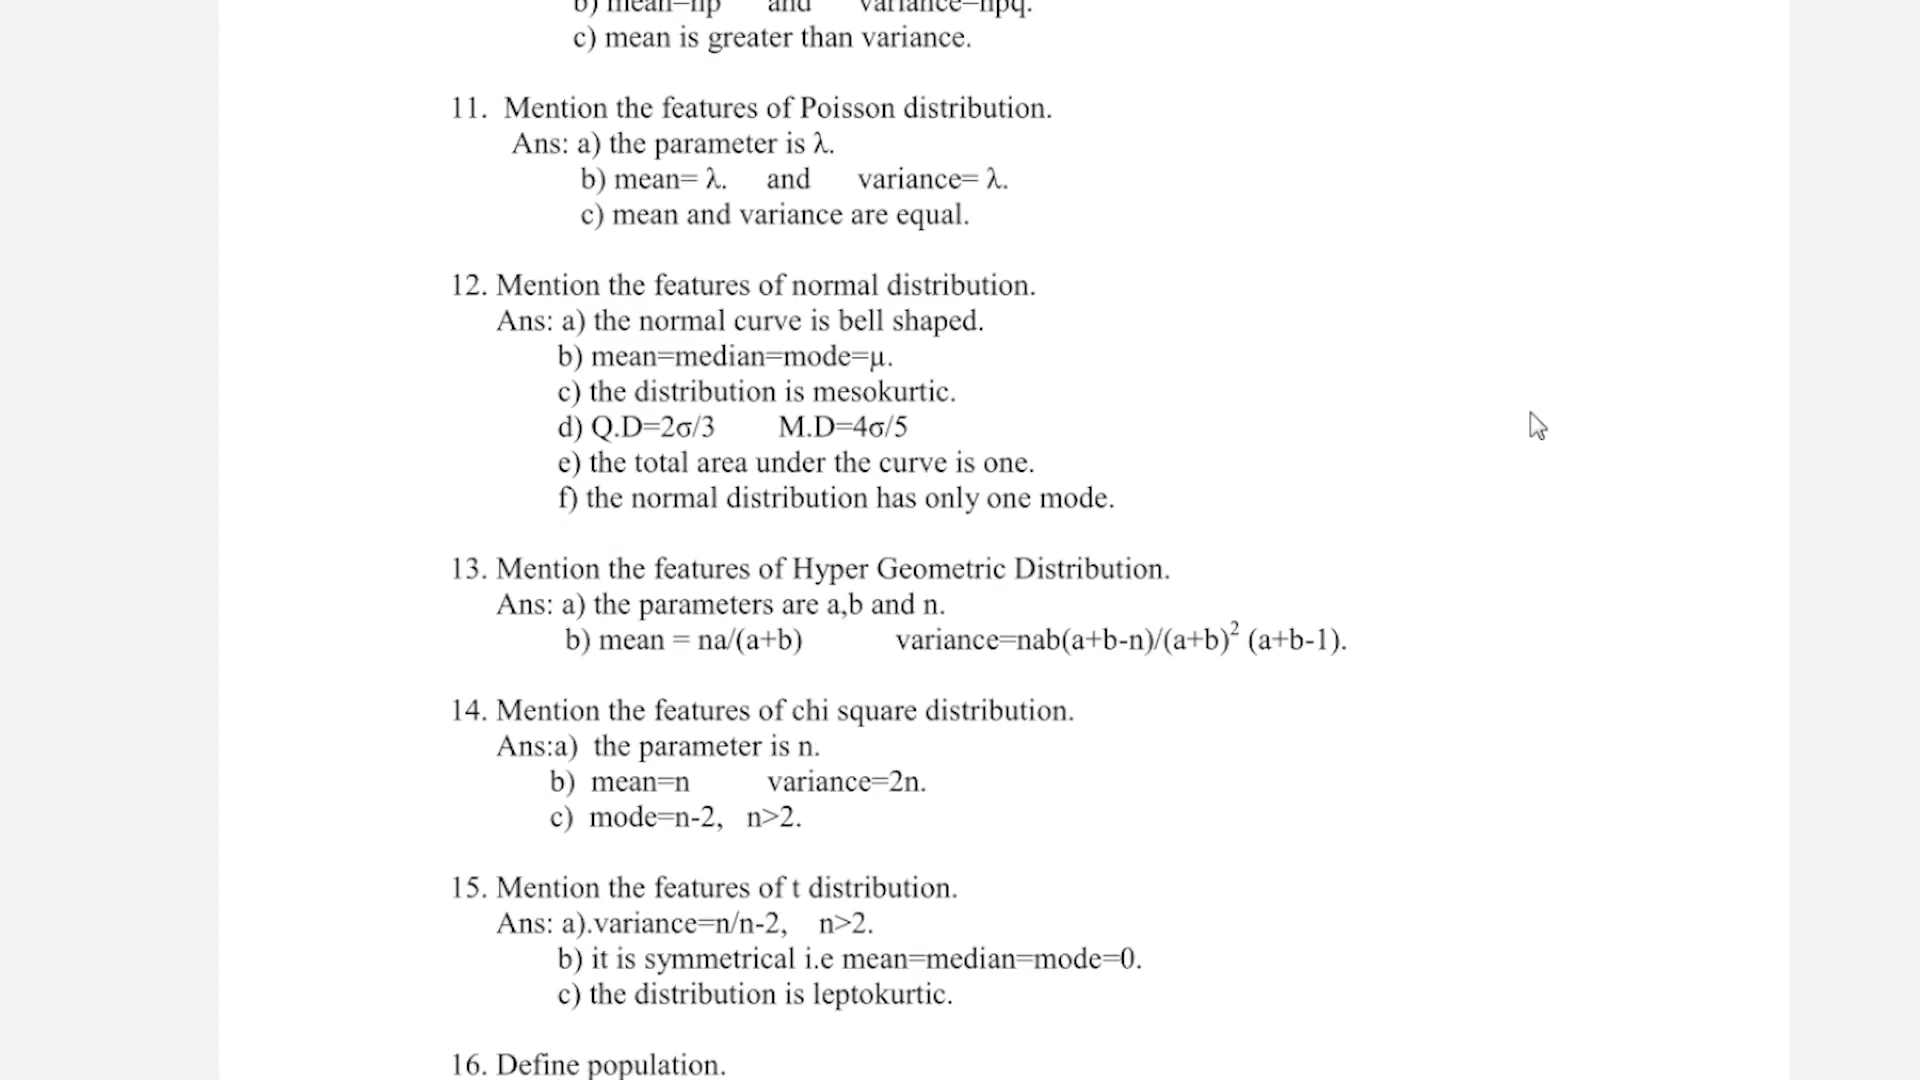 b) mean=np and variance=npq.
c) mean is greater than variance.
11. Mention the features of Poisson distribution.
Ans: a) the parameter is λ.
b) mean= λ. and variance= λ.
c) mean and variance are equal.
12. Mention the features of normal distribution.
Ans: a) the normal curve is bell shaped.
b) mean=median=mode=μ.
c) the distribution is mesokurtic.
d) Q.D=2σ/3 M.D=4σ/5
e) the total area under the curve is one.
f) the normal distribution has only one mode.
13. Mention the features of Hyper Geometric Distribution.
Ans: a) the parameters are a,b and n.
b) mean = na/(a+b) variance=nab(a+b-n)/(a+b)² (a+b-1).
14. Mention the features of chi square distribution.
Ans:a) the parameter is n.
b) mean=n variance=2n.
c) mode=n-2, n>2.
15. Mention the features of t distribution.
Ans: a).variance=n/n-2, n>2.
b) it is symmetrical i.e mean=median=mode=0.
c) the distribution is leptokurtic.
16. Define population.